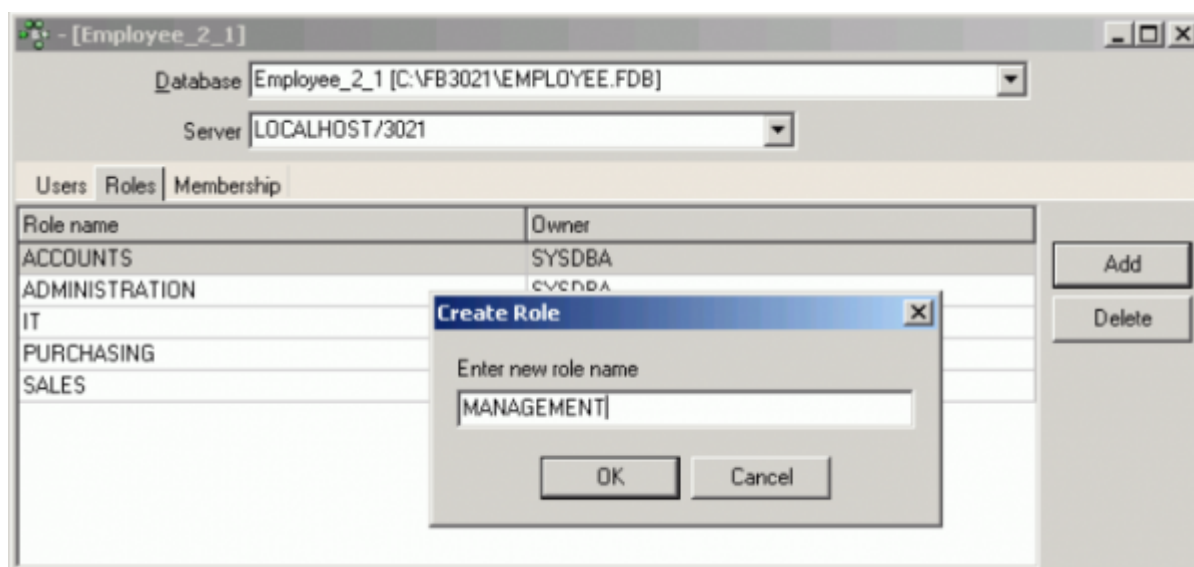 - [Employee_2_1]
Database Employee_2_1 [C:\FB3021\EMPLOYEE.FDB]
Server LOCALHOST/3021
Users Roles Membership
Role name Owner
ACCOUNTS SYSDBA
Add
ADMINISTRATION SYSDBA
Create Role
IT
Delete
PURCHASING
Enter new role name
SALES
MANAGEMENT
OK Cancel